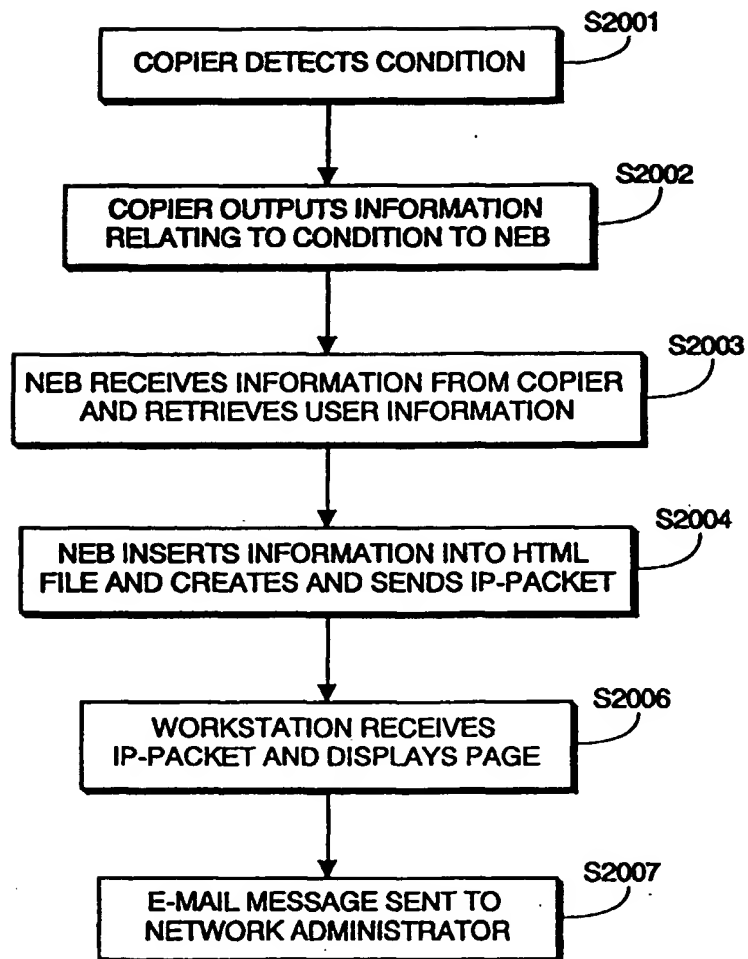 S2001
COPIER DETECTS CONDITION
S2002
COPIER OUTPUTS INFORMATION
RELATING TO CONDITION TO NEB
S2003
NEB RECEIVES INFORMATION FROM COPIER
AND RETRIEVES USER INFORMATION
S2004
NEB INSERTS INFORMATION INTO HTML
FILE AND CREATES AND SENDS IP-PACKET
S2006
WORKSTATION RECEIVES
IP-PACKET AND DISPLAYS PAGE
S2007
E-MAIL MESSAGE SENT TO
NETWORK ADMINISTRATOR